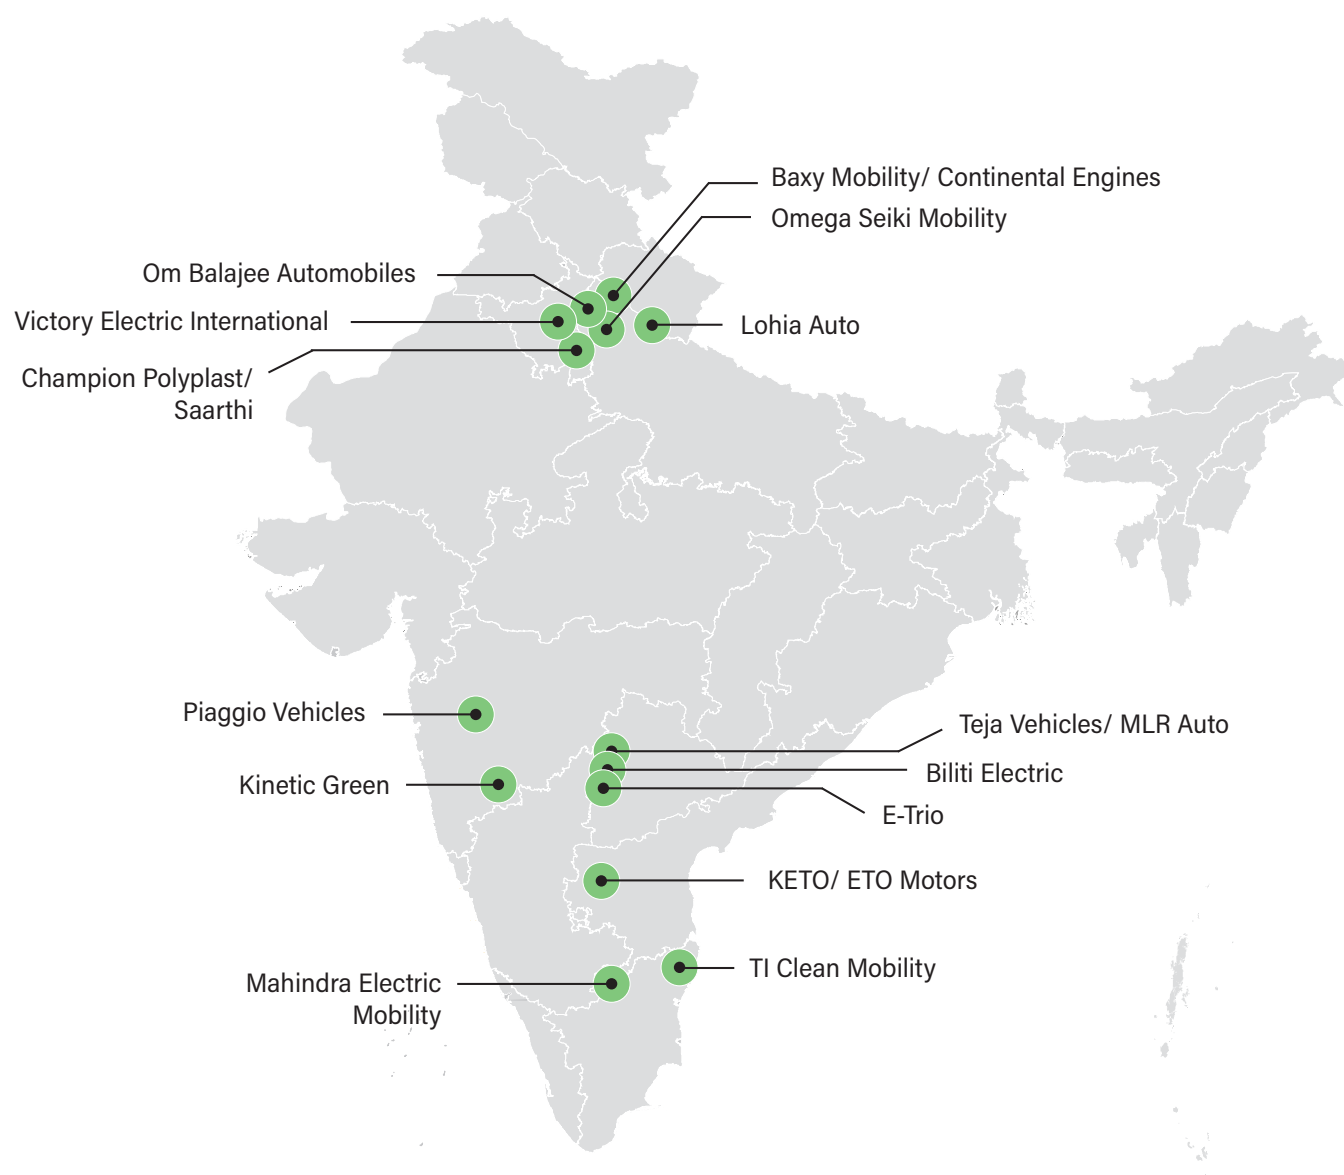 Baxy Mobility/ Continental Engines
Omega Seiki Mobility
Om Balajee Automobiles
Victory Electric International
Lohia Auto
Champion Polyplast/
Saarthi
Piaggio Vehicles
Teja Vehicles/ MLR Auto
Biliti Electric
Kinetic Green
E-Trio
KETO/ ETO Motors
TI Clean Mobility
Mahindra Electric
Mobility